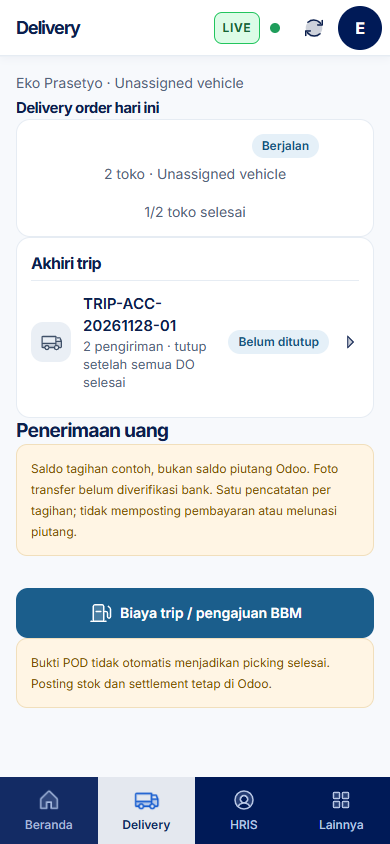 Delivery
LIVE
E
Eko Prasetyo · Unassigned vehicle
Delivery order hari ini
Berjalan
2 toko · Unassigned vehicle
1/2 toko selesai
Akhiri trip
TRIP-ACC-
20261128-01
2 pengiriman · tutup
setelah semua DO
selesai
Belum ditutup
Penerimaan uang
Saldo tagihan contoh, bukan saldo piutang Odoo. Foto
transfer belum diverifikasi bank. Satu pencatatan per
tagihan; tidak memposting pembayaran atau melunasi
piutang.
Biaya trip / pengajuan BBM
Bukti POD tidak otomatis menjadikan picking selesai.
Posting stok dan settlement tetap di Odoo.
Beranda
Delivery
HRIS
Lainnya